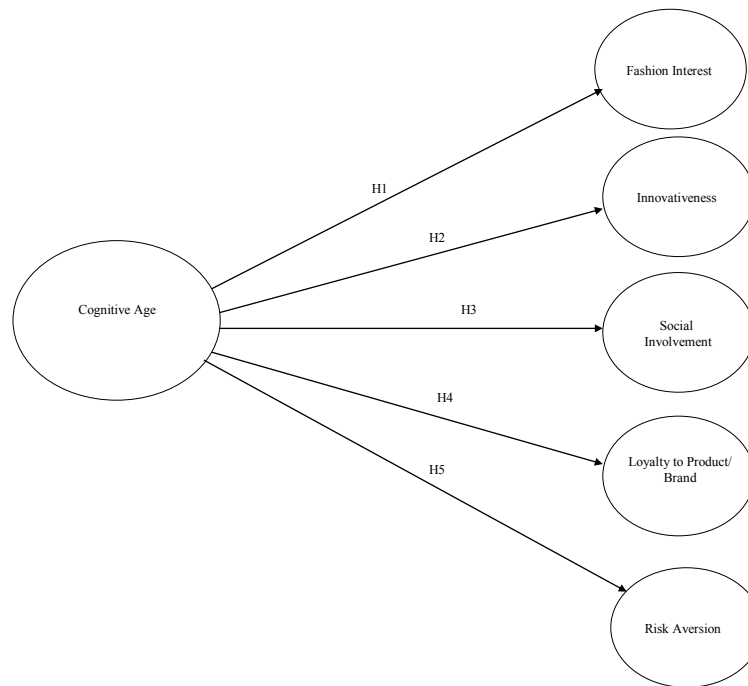 Fashion Interest
H1
Innovativeness
H2
Cognitive Age
H3
Social
Involvement
H4
Loyalty to Product/
Brand
H5
Risk Aversion